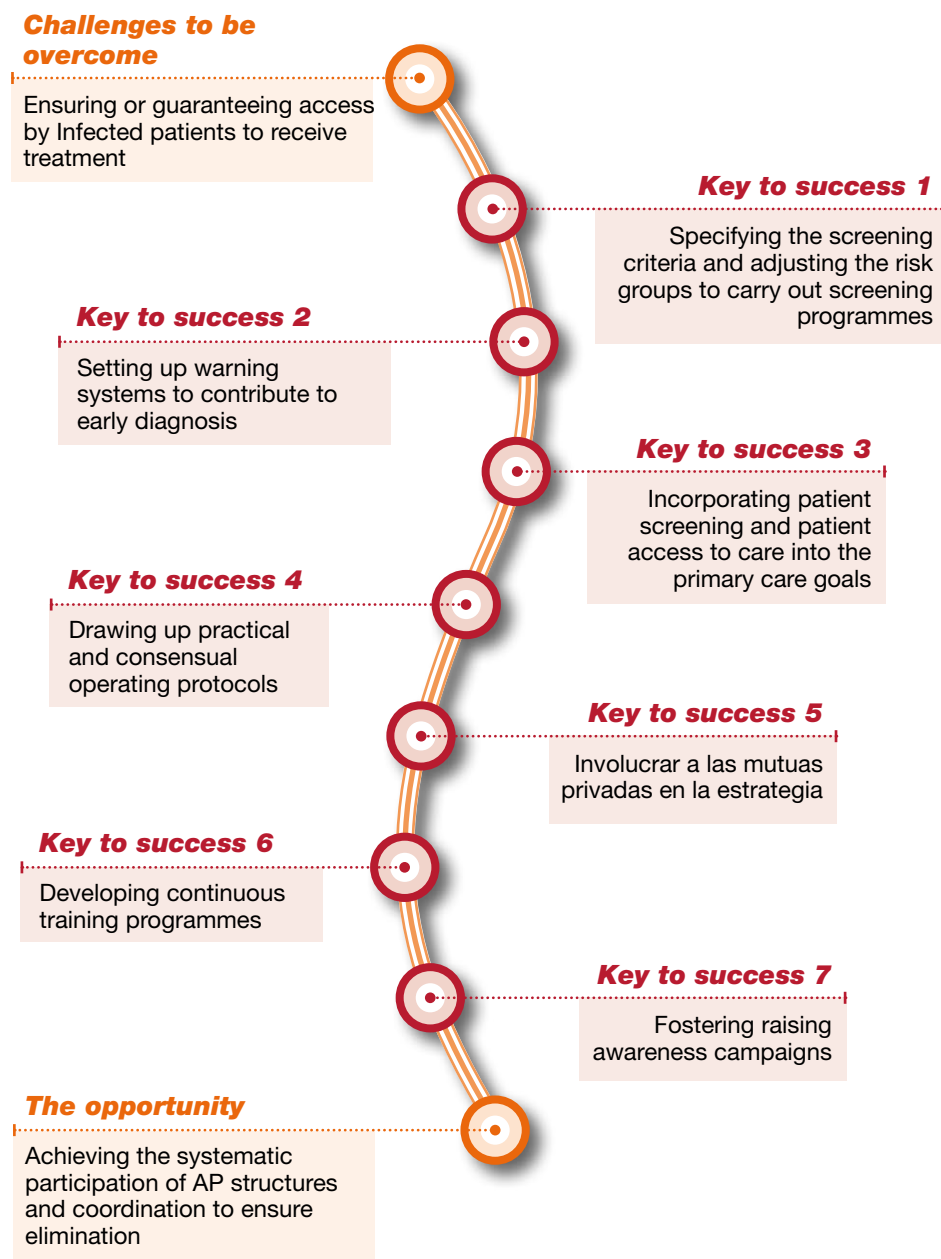 Challenges to be
overcome
Ensuring or guaranteeing access
by Infected patients to receive
treatment
Key to success 1
Specifying the screening
criteria and adjusting the risk
groups to carry out screening
programmes
Key to success 2
Setting up warning
systems to contribute to
early diagnosis
Key to success 3
Incorporating patient
screening and patient
access to care into the
primary care goals
Key to success 4
Drawing up practical
and consensual
operating protocols
Key to success 5
Involucrar a las mutuas
privadas en la estrategia
Key to success 6
Developing continuous
training programmes
Key to success 7
Fostering raising
awareness campaigns
The opportunity
Achieving the systematic
participation of AP structures
and coordination to ensure
elimination